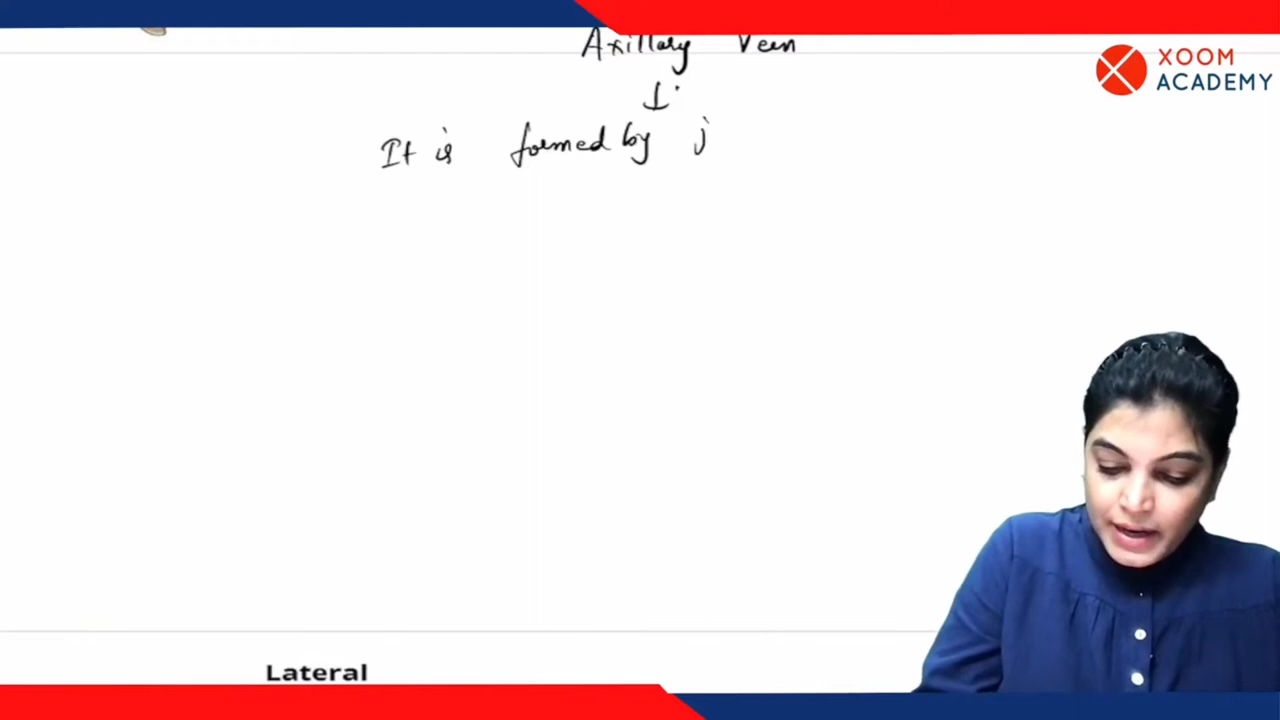 Axillary Vein
XOOM
ACADEMY
It is formed by j
Lateral